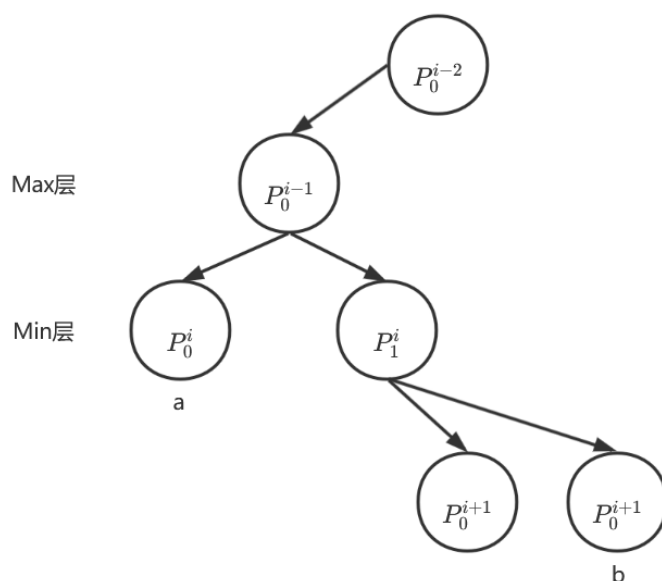 $P_0^{i-2}$
Max层
$P_0^{i-1}$
Min层
$P_0^i$
$P_1^i$
a
$P_0^{i+1}$
$P_0^{i+1}$
b